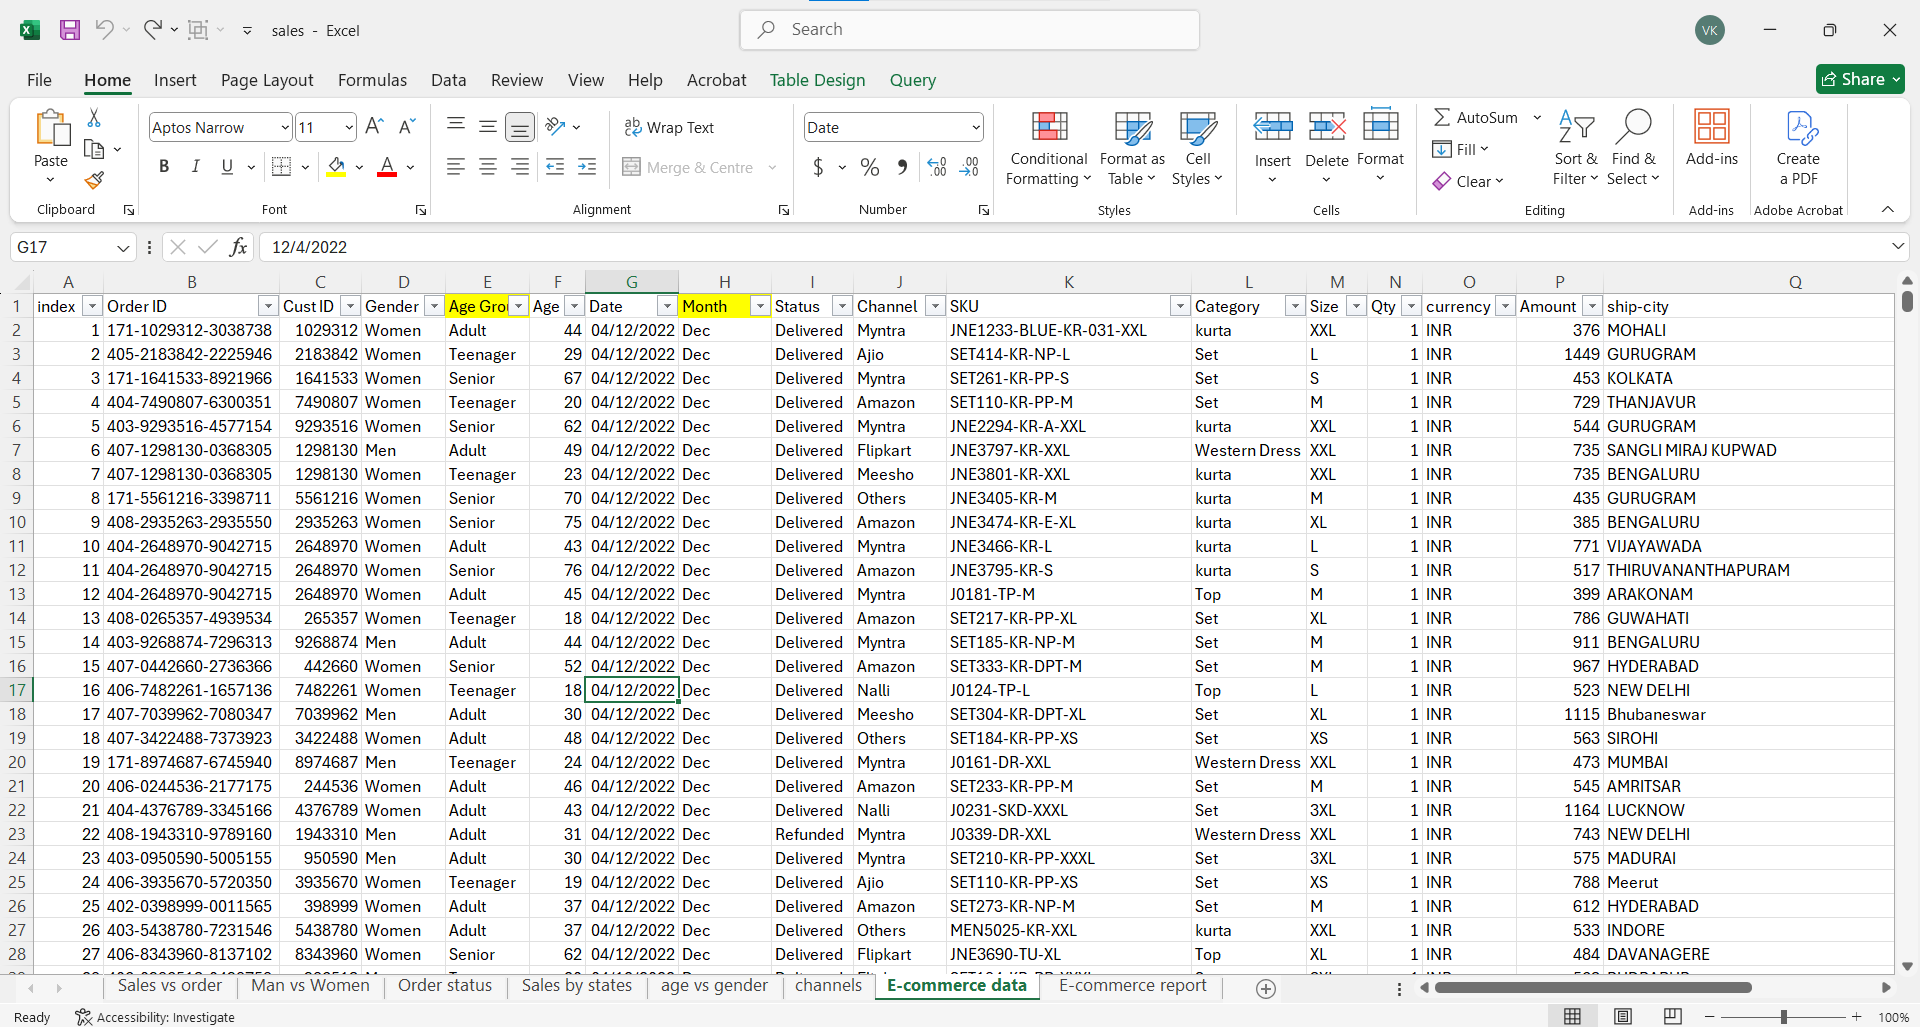 sales - Excel
Search
VK
File Home Insert Page Layout Formulas Data Review View Help Acrobat Table Design Query
Share
Paste
Clipboard
Aptos Narrow 11
B I U
Font
Wrap Text
Merge & Centre
Alignment
Date
$ % ,
Number
Conditional Formatting
Format as Table
Cell Styles
Styles
Insert
Delete
Format
Cells
AutoSum
Fill
Clear
Sort & Filter
Find & Select
Editing
Add-ins
Add-ins
Create a PDF
Adobe Acrobat
G17 fx 12/4/2022
A B C D E F G H I J K L M N O P Q
1 index Order ID Cust ID Gender Age Gro Age Date Month Status Channel SKU Category Size Qty currency Amount ship-city
2 1 171-1029312-3038738 1029312 Women Adult 44 04/12/2022 Dec Delivered Myntra JNE1233-BLUE-KR-031-XXL kurta XXL 1 INR 376 MOHALI
3 2 405-2183842-2225946 2183842 Women Teenager 29 04/12/2022 Dec Delivered Ajio SET414-KR-NP-L Set L 1 INR 1449 GURUGRAM
4 3 171-1641533-8921966 1641533 Women Senior 67 04/12/2022 Dec Delivered Myntra SET261-KR-PP-S Set S 1 INR 453 KOLKATA
5 4 404-7490807-6300351 7490807 Women Teenager 20 04/12/2022 Dec Delivered Amazon SET110-KR-PP-M Set M 1 INR 729 THANJAVUR
6 5 403-9293516-4577154 9293516 Women Senior 62 04/12/2022 Dec Delivered Myntra JNE2294-KR-A-XXL kurta XXL 1 INR 544 GURUGRAM
7 6 407-1298130-0368305 1298130 Men Adult 49 04/12/2022 Dec Delivered Flipkart JNE3797-KR-XXL Western Dress XXL 1 INR 735 SANGLI MIRAJ KUPWAD
8 7 407-1298130-0368305 1298130 Women Teenager 23 04/12/2022 Dec Delivered Meesho JNE3801-KR-XXL kurta XXL 1 INR 735 BENGALURU
9 8 171-5561216-3398711 5561216 Women Senior 70 04/12/2022 Dec Delivered Others JNE3405-KR-M kurta M 1 INR 435 GURUGRAM
10 9 408-2935263-2935550 2935263 Women Senior 75 04/12/2022 Dec Delivered Amazon JNE3474-KR-E-XL kurta XL 1 INR 385 BENGALURU
11 10 404-2648970-9042715 2648970 Women Adult 43 04/12/2022 Dec Delivered Myntra JNE3466-KR-L kurta L 1 INR 771 VIJAYAWADA
12 11 404-2648970-9042715 2648970 Women Senior 76 04/12/2022 Dec Delivered Amazon JNE3795-KR-S kurta S 1 INR 517 THIRUVANANTHAPURAM
13 12 404-2648970-9042715 2648970 Women Adult 45 04/12/2022 Dec Delivered Myntra J0181-TP-M Top M 1 INR 399 ARAKONAM
14 13 408-0265357-4939534 265357 Women Teenager 18 04/12/2022 Dec Delivered Amazon SET217-KR-PP-XL Set XL 1 INR 786 GUWAHATI
15 14 403-9268874-7296313 9268874 Men Adult 44 04/12/2022 Dec Delivered Myntra SET185-KR-NP-M Set M 1 INR 911 BENGALURU
16 15 407-0442660-2736366 442660 Women Senior 52 04/12/2022 Dec Delivered Amazon SET333-KR-DPT-M Set M 1 INR 967 HYDERABAD
17 16 406-7482261-1657136 7482261 Women Teenager 18 04/12/2022 Dec Delivered Nalli J0124-TP-L Top L 1 INR 523 NEW DELHI
18 17 407-7039962-7080347 7039962 Men Adult 30 04/12/2022 Dec Delivered Meesho SET304-KR-DPT-XL Set XL 1 INR 1115 Bhubaneswar
19 18 407-3422488-7373923 3422488 Women Adult 48 04/12/2022 Dec Delivered Others SET184-KR-PP-XS Set XS 1 INR 563 SIROHI
20 19 171-8974687-6745940 8974687 Men Teenager 24 04/12/2022 Dec Delivered Myntra J0161-DR-XXL Western Dress XXL 1 INR 473 MUMBAI
21 20 406-0244536-2177175 244536 Women Adult 46 04/12/2022 Dec Delivered Amazon SET233-KR-PP-M Set M 1 INR 545 AMRITSAR
22 21 404-4376789-3345166 4376789 Women Adult 43 04/12/2022 Dec Delivered Nalli J0231-SKD-XXXL Set 3XL 1 INR 1164 LUCKNOW
23 22 408-1943310-9789160 1943310 Men Adult 31 04/12/2022 Dec Refunded Myntra J0339-DR-XXL Western Dress XXL 1 INR 743 NEW DELHI
24 23 403-0950590-5005155 950590 Men Adult 30 04/12/2022 Dec Delivered Myntra SET210-KR-PP-XXXL Set 3XL 1 INR 575 MADURAI
25 24 406-3935670-5720350 3935670 Women Teenager 19 04/12/2022 Dec Delivered Ajio SET110-KR-PP-XS Set XS 1 INR 788 Meerut
26 25 402-0398999-0011565 398999 Women Adult 37 04/12/2022 Dec Delivered Amazon SET273-KR-NP-M Set M 1 INR 612 HYDERABAD
27 26 403-5438780-7231546 5438780 Women Adult 37 04/12/2022 Dec Delivered Others MEN5025-KR-XXL kurta XXL 1 INR 533 INDORE
28 27 406-8343960-8137102 8343960 Women Senior 62 04/12/2022 Dec Delivered Flipkart JNE3690-TU-XL Top XL 1 INR 484 DAVANAGERE
Sales vs order Man vs Women Order status Sales by states age vs gender channels E-commerce data E-commerce report
Ready Accessibility: Investigate 100%